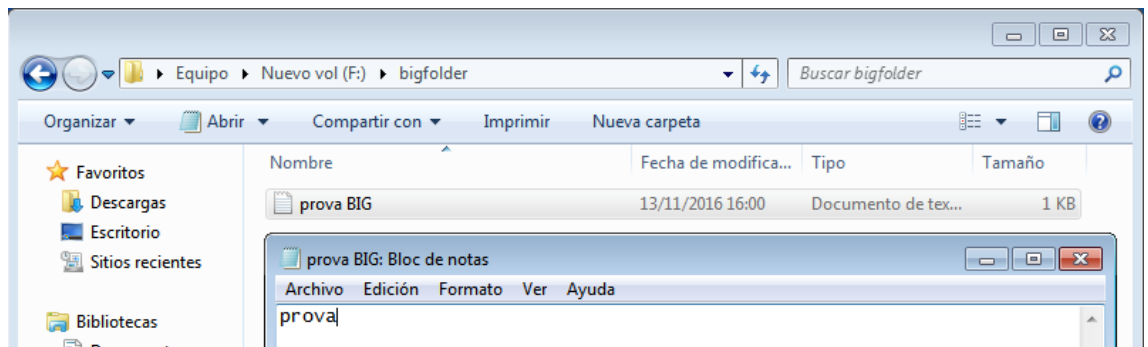 Equipo Nuevo vol (F:) bigfolder Buscar bigfolder
Organizar Abrir Compartir con Imprimir Nueva carpeta
Favoritos Nombre Fecha de modifica... Tipo Tamaño
Descargas prova BIG 13/11/2016 16:00 Documento de tex... 1 KB
Escritorio
Sitios recientes prova BIG: Bloc de notas
Archivo Edición Formato Ver Ayuda
Bibliotecas prova